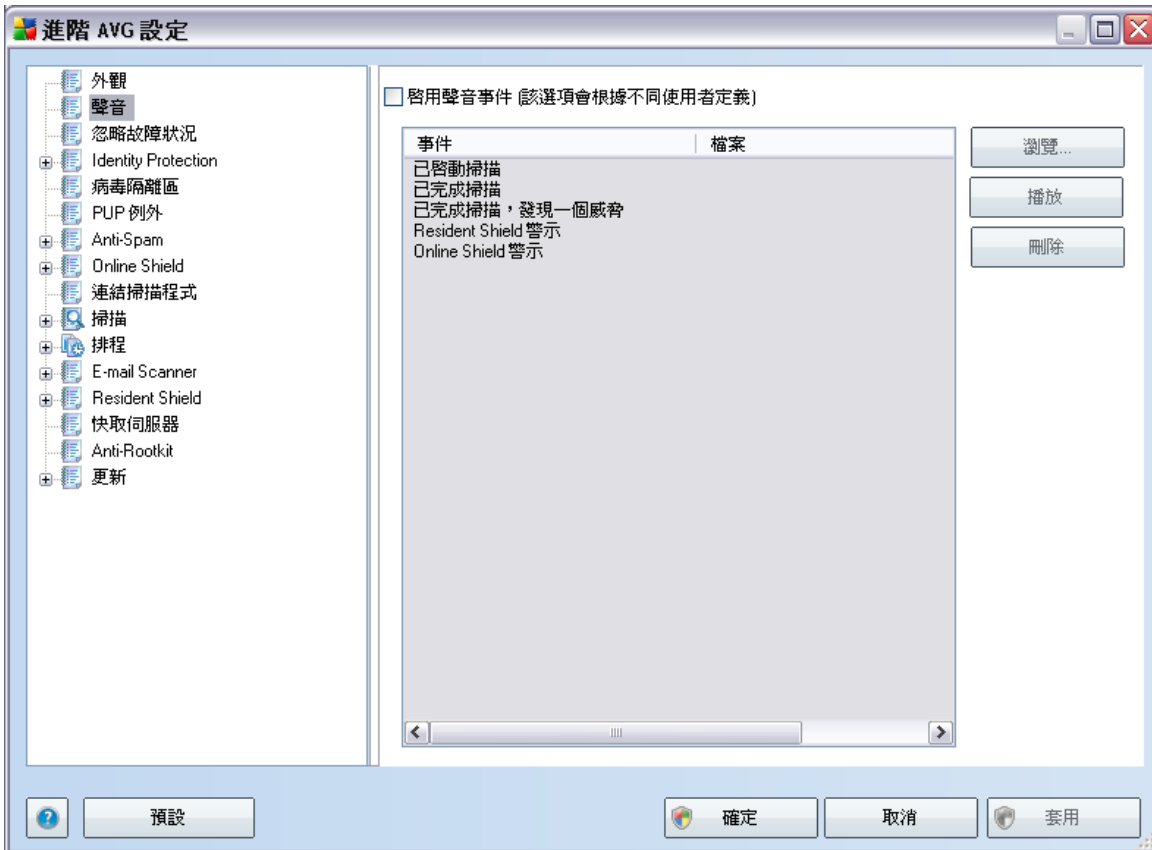 進階 AVG 設定
外觀
聲音
忽略故障狀況
Identity Protection
病毒隔離區
PUP 例外
Anti-Spam
Online Shield
連結掃描程式
掃描
排程
E-mail Scanner
Resident Shield
快取伺服器
Anti-Rootkit
更新
啓用聲音事件 (該選項會根據不同使用者定義)
事件 檔案
已啓動掃描
已完成掃描
已完成掃描，發現一個威脅
Resident Shield 警示
Online Shield 警示
瀏覽...
播放
刪除
預設
確定
取消
套用